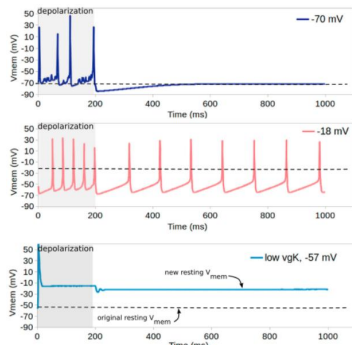 depolarization
-70 mV
Vmem (mV)
50
30
10
-10
-30
-50
-70
-90
0 200 400 600 800 1000
Time (ms)
depolarization
-18 mV
Vmem (mV)
50
30
10
-10
-30
-50
-70
-90
0 200 400 600 800 1000
Time (ms)
depolarization
low vgK, -57 mV
new resting Vmem
original resting Vmem
Vmem (mV)
50
30
10
-10
-30
-50
-70
-90
0 200 400 600 800 1000
Time (ms)